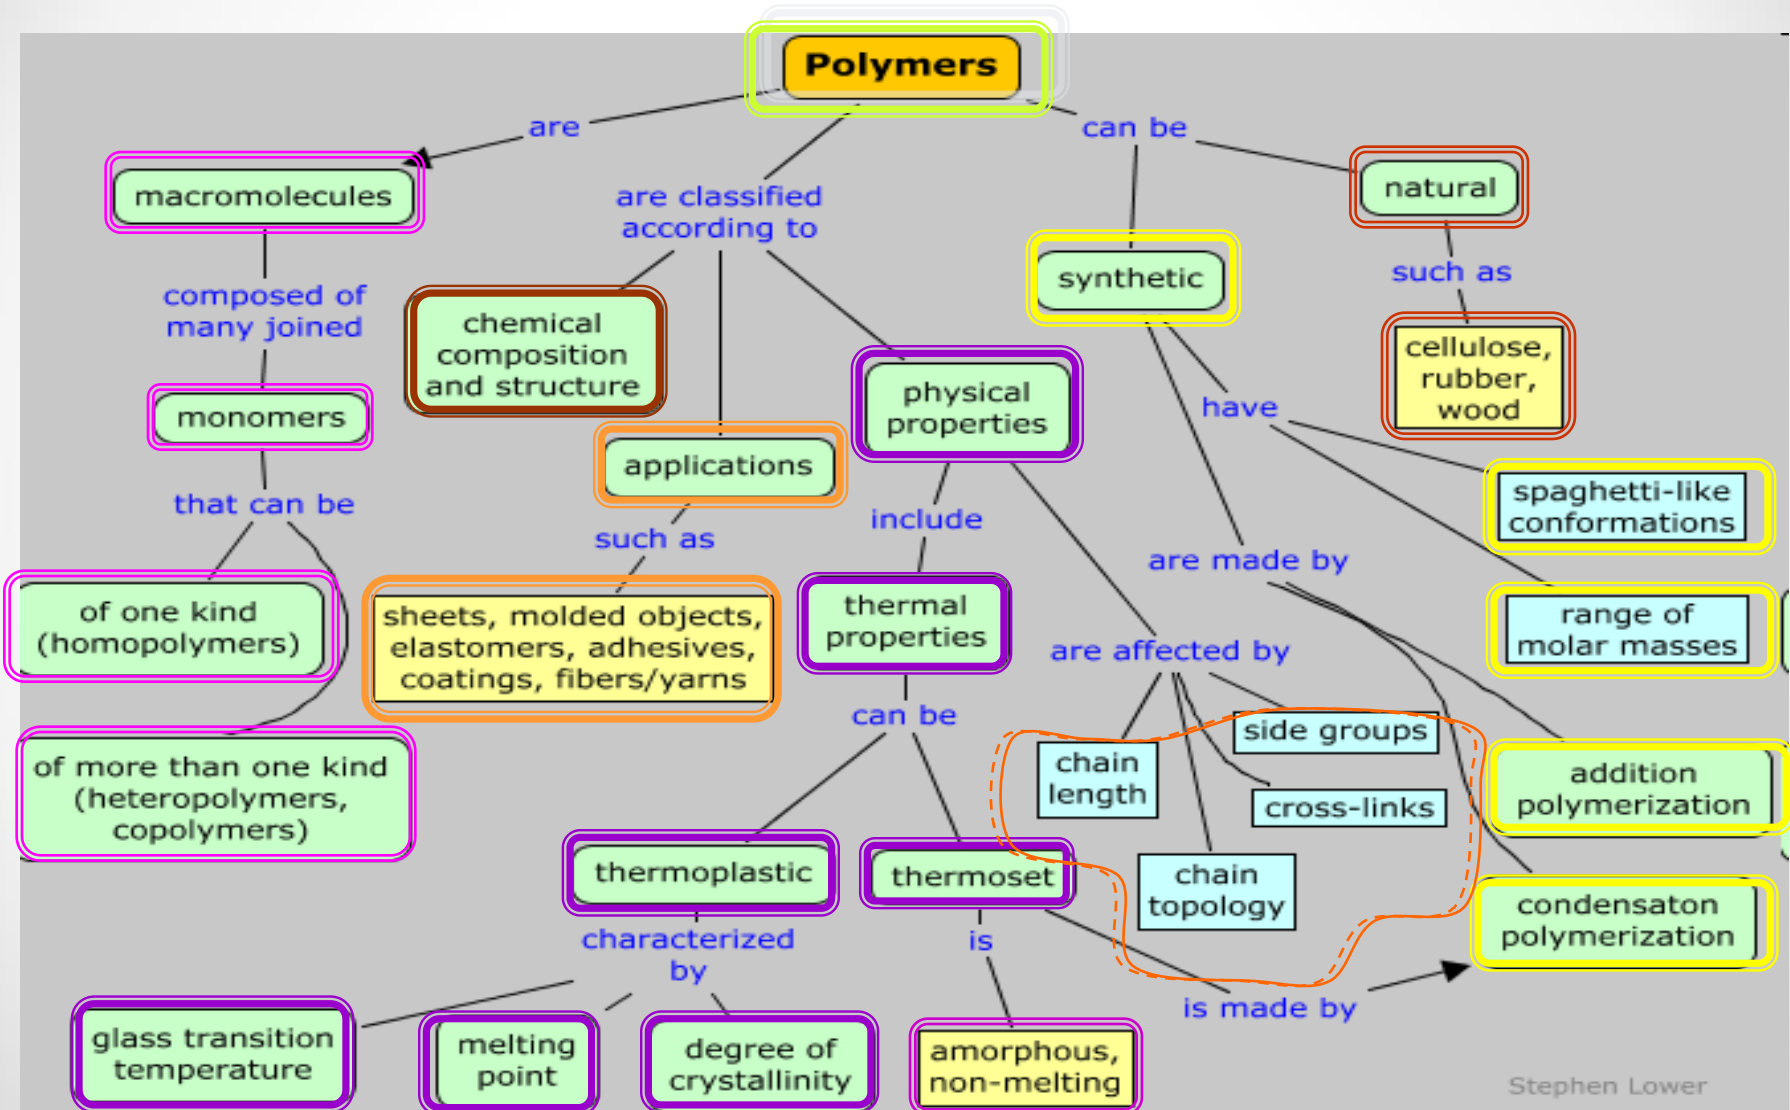 Polymers
are
can be
macromolecules
are classified
according to
natural
synthetic
such as
composed of
many joined
chemical
composition
and structure
cellulose,
rubber,
wood
physical
properties
have
monomers
applications
that can be
include
such as
spaghetti-like
conformations
are made by
of one kind
(homopolymers)
sheets, molded objects,
elastomers, adhesives,
coatings, fibers/yarns
thermal
properties
range of
molar masses
are affected by
can be
side groups
chain
length
cross-links
of more than one kind
(heteropolymers,
copolymers)
addition
polymerization
thermoplastic
thermoset
chain
topology
condensaton
polymerization
characterized
by
is
is made by
glass transition
temperature
melting
point
degree of
crystallinity
amorphous,
non-melting
Stephen Lower